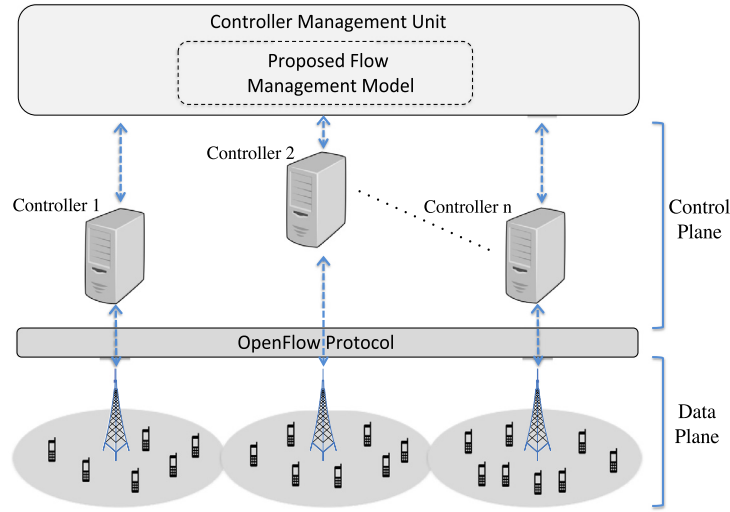 Controller Management Unit
Proposed Flow
Management Model
Controller 2
Controller 1
Controller n
Control
Plane
OpenFlow Protocol
Data
Plane